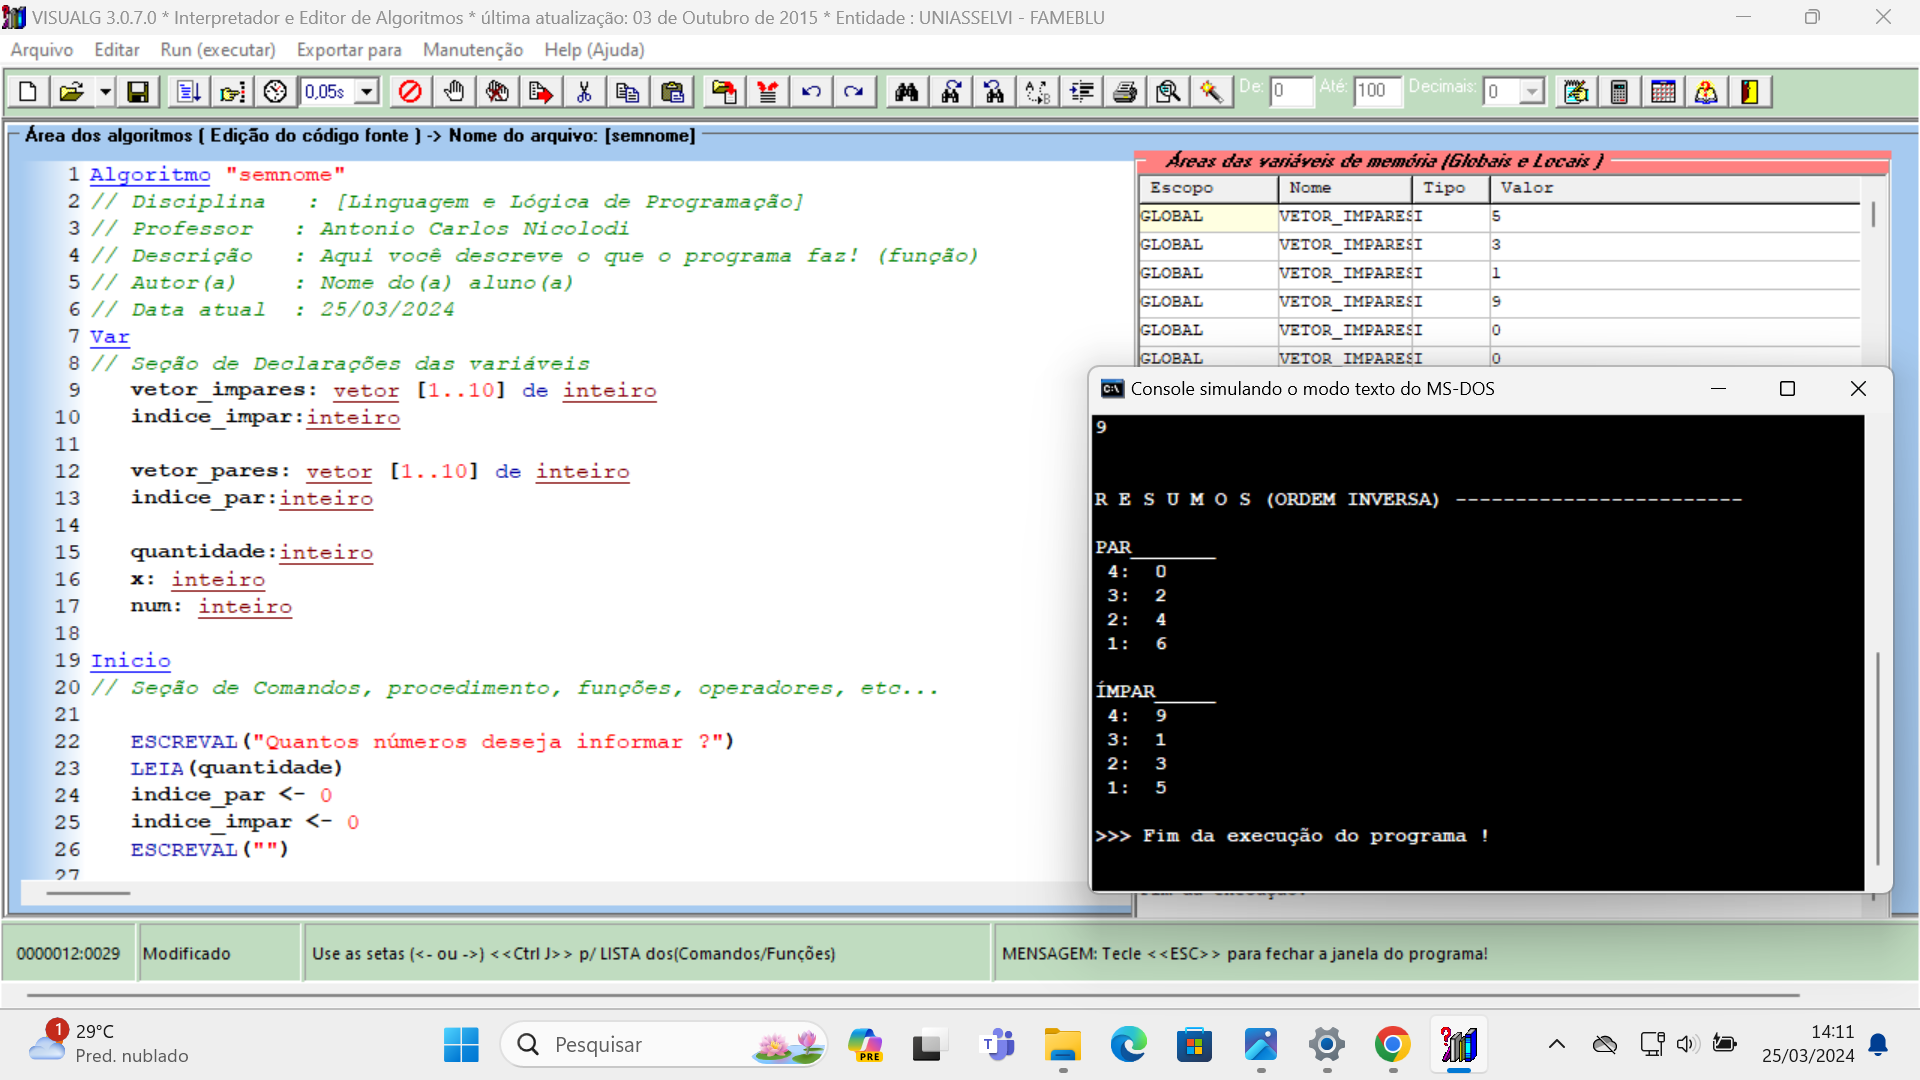 VISUALG 3.0.7.0 * Interpretador e Editor de Algoritmos * última atualização: 03 de Outubro de 2015 * Entidade : UNIASSELVI - FAMEBLU
Arquivo Editar Run (executar) Exportar para Manutenção Help (Ajuda)
0,05s De: 0 Até: 100 Decimais: 0
Área dos algoritmos ( Edição do código fonte ) -> Nome do arquivo: [semnome]
1 Algoritmo "semnome"
2 // Disciplina   : [Linguagem e Lógica de Programação]
3 // Professor   : Antonio Carlos Nicolodi
4 // Descrição   : Aqui você descreve o que o programa faz! (função)
5 // Autor(a)    : Nome do(a) aluno(a)
6 // Data atual  : 25/03/2024
7 Var
8 // Seção de Declarações das variáveis
9    vetor_impares: vetor [1..10] de inteiro
10    indice_impar:inteiro
11
12    vetor_pares: vetor [1..10] de inteiro
13    indice_par:inteiro
14
15    quantidade:inteiro
16    x: inteiro
17    num: inteiro
18
19 Inicio
20 // Seção de Comandos, procedimento, funções, operadores, etc...
21
22    ESCREVAL("Quantos números deseja informar ?")
23    LEIA(quantidade)
24    indice_par <- 0
25    indice_impar <- 0
26    ESCREVAL("")
27
Áreas das variáveis de memória (Globais e Locais )
Escopo Nome Tipo Valor
GLOBAL VETOR_IMPARES I 5
GLOBAL VETOR_IMPARES I 3
GLOBAL VETOR_IMPARES I 1
GLOBAL VETOR_IMPARES I 9
GLOBAL VETOR_IMPARES I 0
GLOBAL VETOR_IMPARES I 0
Console simulando o modo texto do MS-DOS
9
R E S U M O S (ORDEM INVERSA) ------------------------
PAR_______
4: 0
3: 2
2: 4
1: 6
ÍMPAR_____
4: 9
3: 1
2: 3
1: 5
>>> Fim da execução do programa !
0000012:0029 Modificado Use as setas (<- ou ->) <<Ctrl J>> p/ LISTA dos(Comandos/Funções) MENSAGEM: Tecle <<ESC>> para fechar a janela do programa!
1 29°C
Pred. nublado
Pesquisar
PRE
14:11
25/03/2024